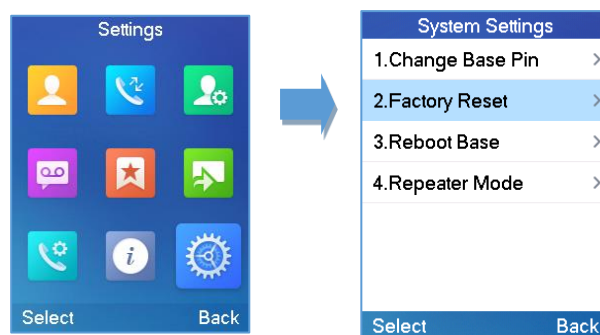 Settings
Select Back
System Settings
1.Change Base Pin
2.Factory Reset
3.Reboot Base
4.Repeater Mode
Select Back